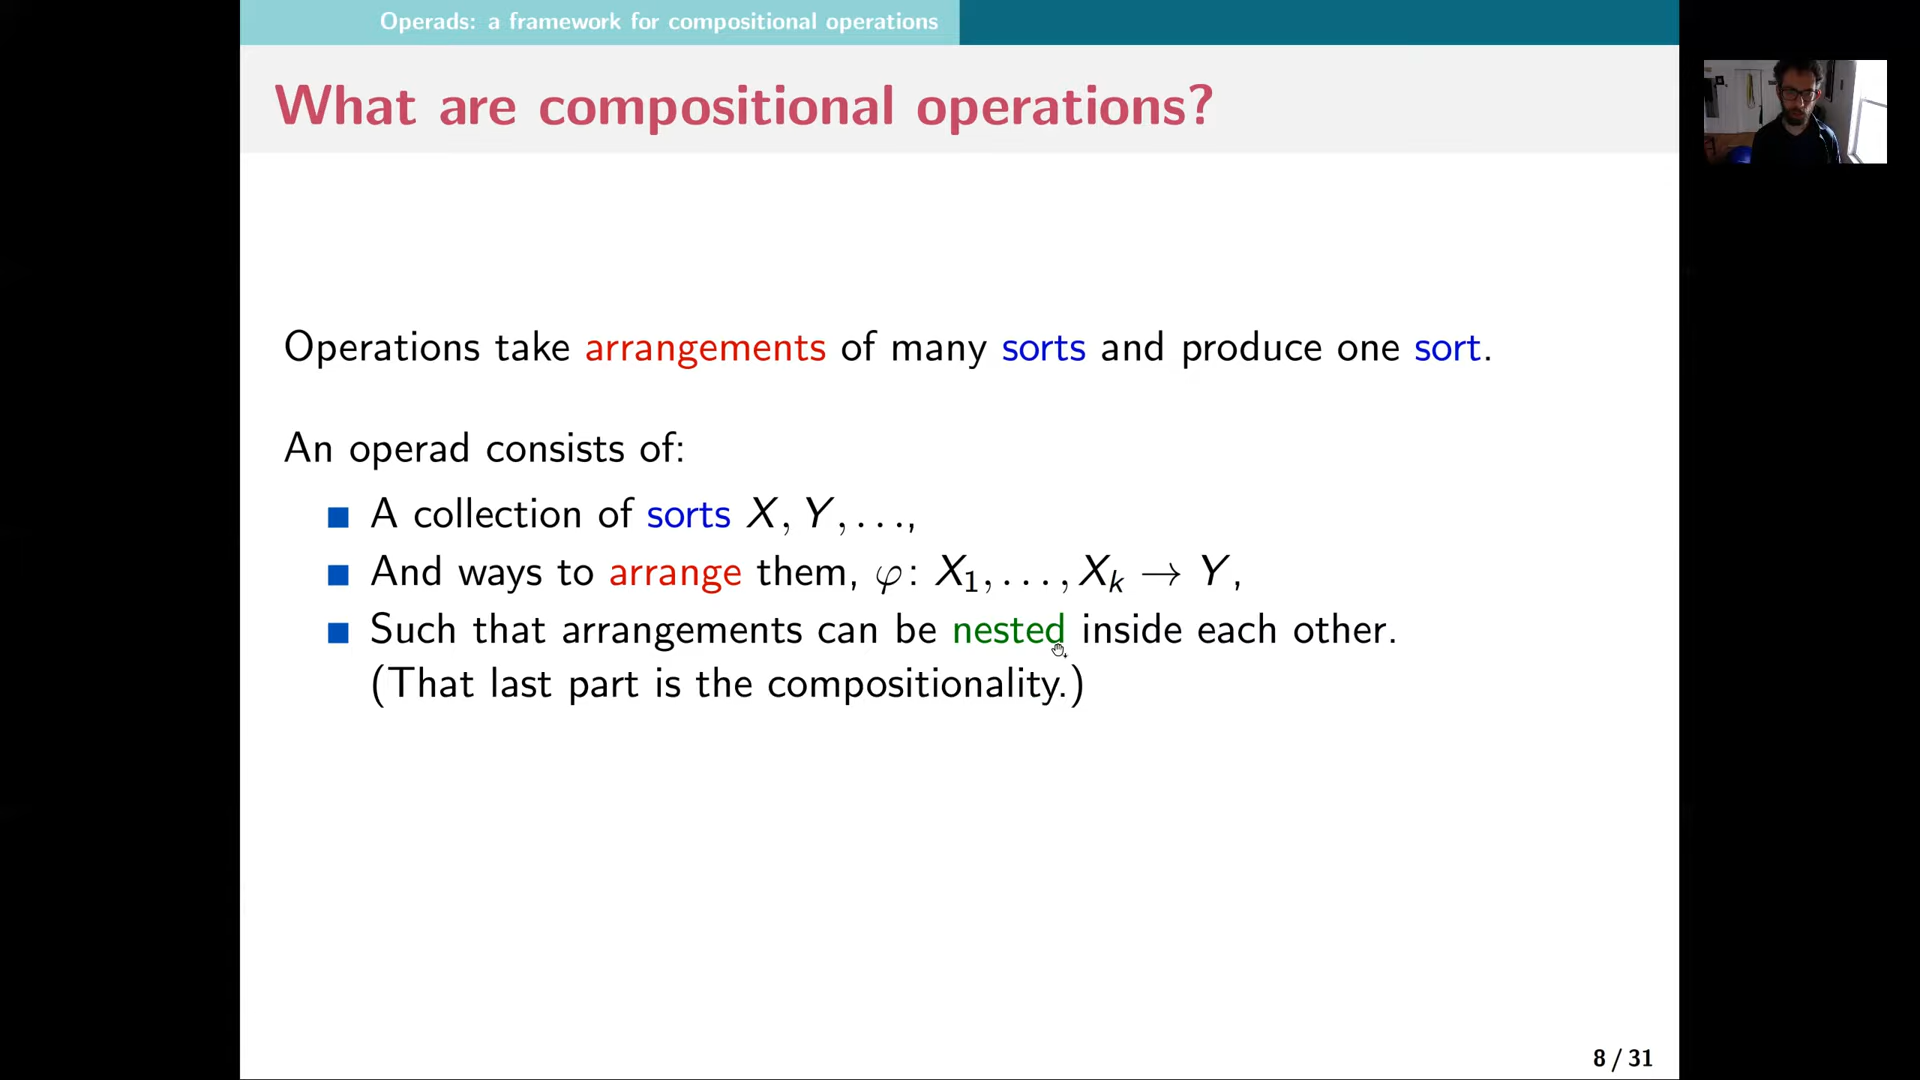 Operads: a framework for compositional operations
What are compositional operations?
Operations take arrangements of many sorts and produce one sort.
An operad consists of:
■ A collection of sorts X, Y, . . .,
■ And ways to arrange them, φ: X₁, . . . , Xₖ → Y,
■ Such that arrangements can be nested inside each other.
(That last part is the compositionality.)
8 / 31